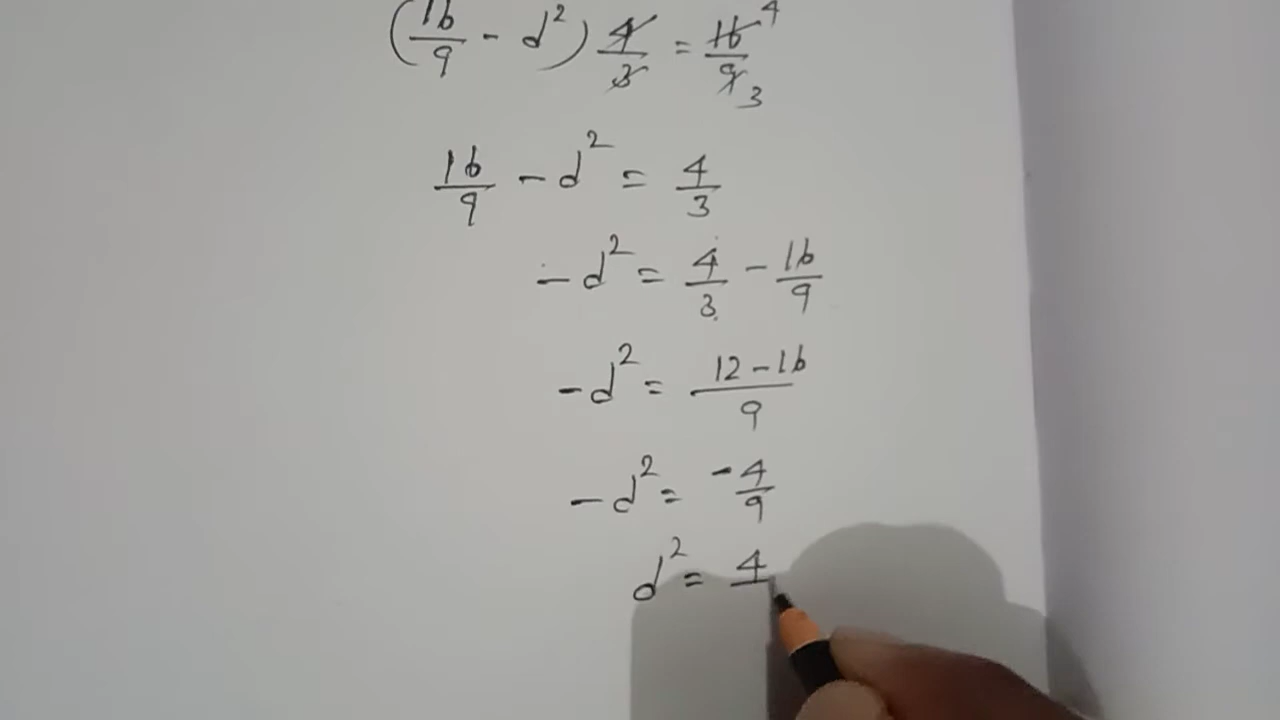 (16/9 - d²) 4/3 = 16/9 4 3
16/9 - d² = 4/3
- d² = 4/3 - 16/9
- d² = 12 - 16/9
- d² = -4/9
d² = 4